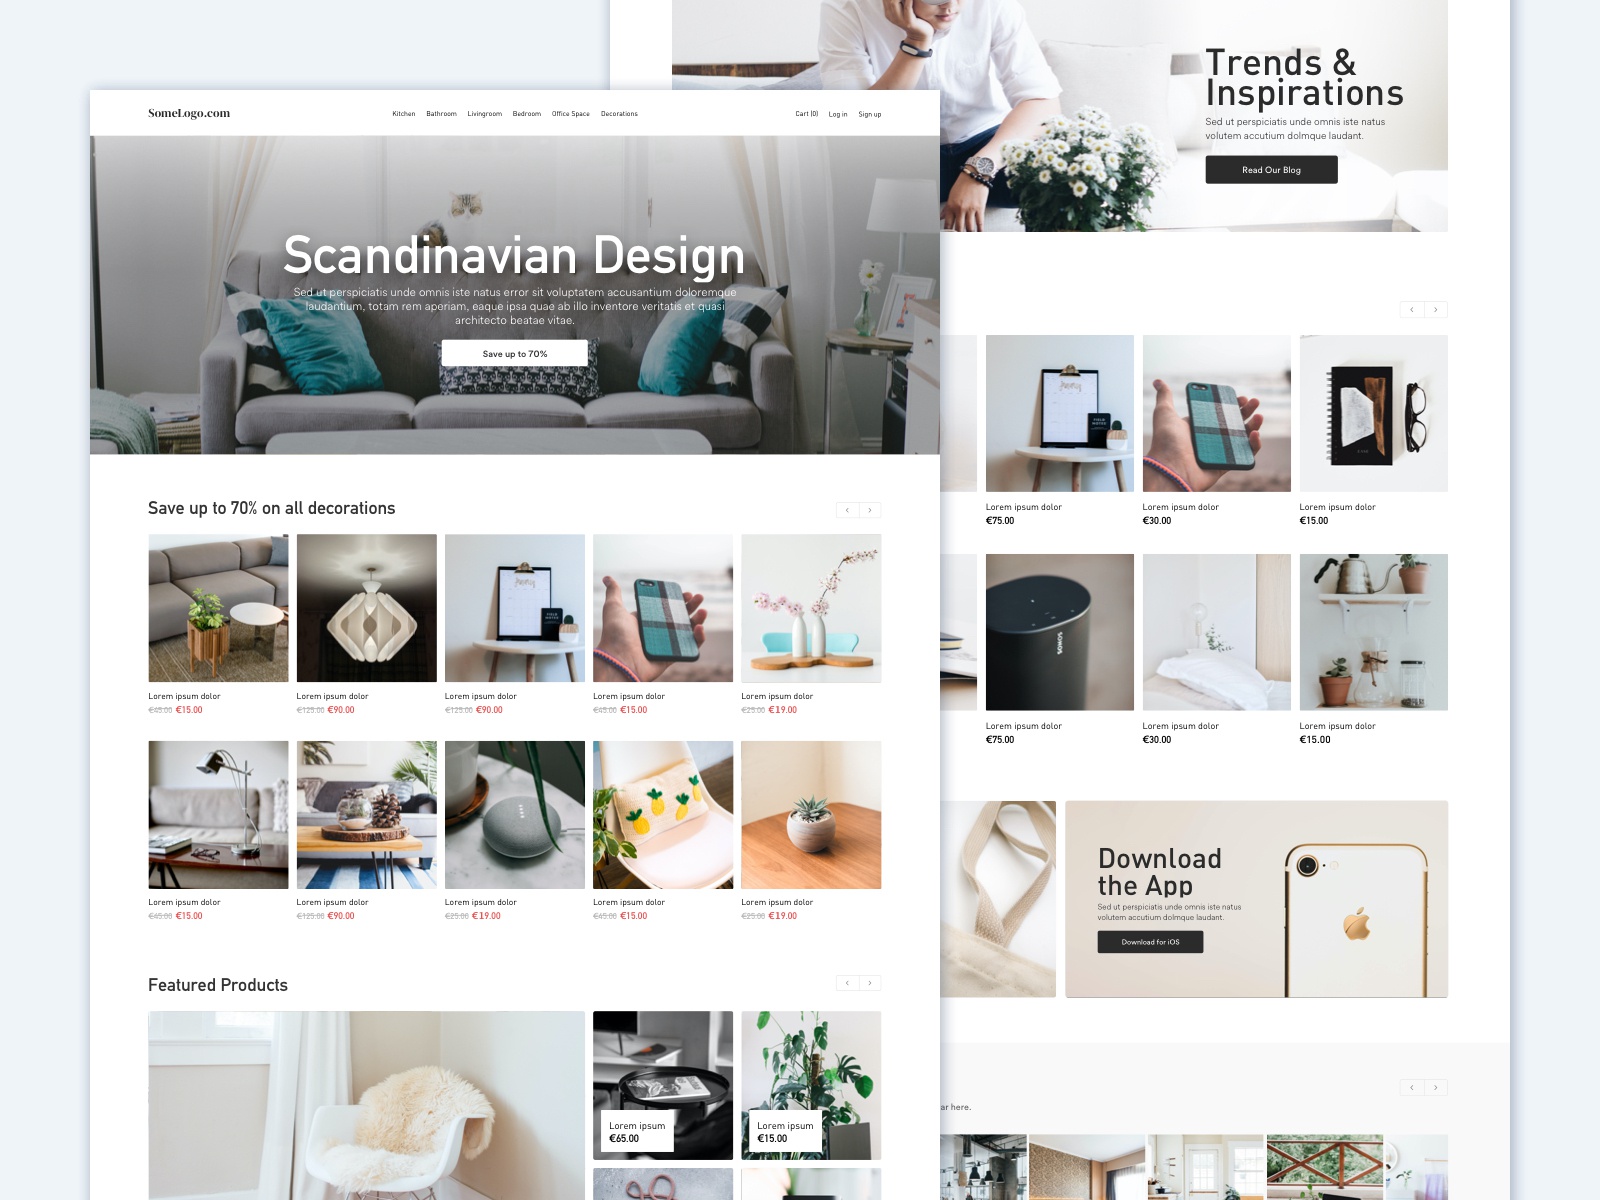 SomeLogo.com
Kitchen Bathroom Livingroom Bedroom Office Space Decorations
Cart (0) Log in Sign up
Scandinavian Design
Sed ut perspiciatis unde omnis iste natus error sit voluptatem accusantium doloremque
laudantium, totam rem aperiam, eaque ipsa quae ab illo inventore veritatis et quasi
architecto beatae vitae.
Save up to 70%
Save up to 70% on all decorations
Lorem ipsum dolor
€45.00 €15.00
Lorem ipsum dolor
€125.00 €90.00
Lorem ipsum dolor
€125.00 €90.00
Lorem ipsum dolor
€45.00 €15.00
Lorem ipsum dolor
€25.00 €19.00
Lorem ipsum dolor
€45.00 €15.00
Lorem ipsum dolor
€125.00 €90.00
Lorem ipsum dolor
€25.00 €19.00
Lorem ipsum dolor
€45.00 €15.00
Lorem ipsum dolor
€25.00 €19.00
Featured Products
Lorem ipsum
€65.00
Lorem ipsum
€15.00
Trends &
Inspirations
Sed ut perspiciatis unde omnis iste natus
volutem accutium dolmque laudant.
Read Our Blog
Lorem ipsum dolor
€75.00
Lorem ipsum dolor
€30.00
Lorem ipsum dolor
€15.00
SONOS
Lorem ipsum dolor
€75.00
Lorem ipsum dolor
€30.00
Lorem ipsum dolor
€15.00
Download
the App
Sed ut perspiciatis unde omnis iste natus
volutem accutium dolmque laudant.
Download for iOS
ar here.